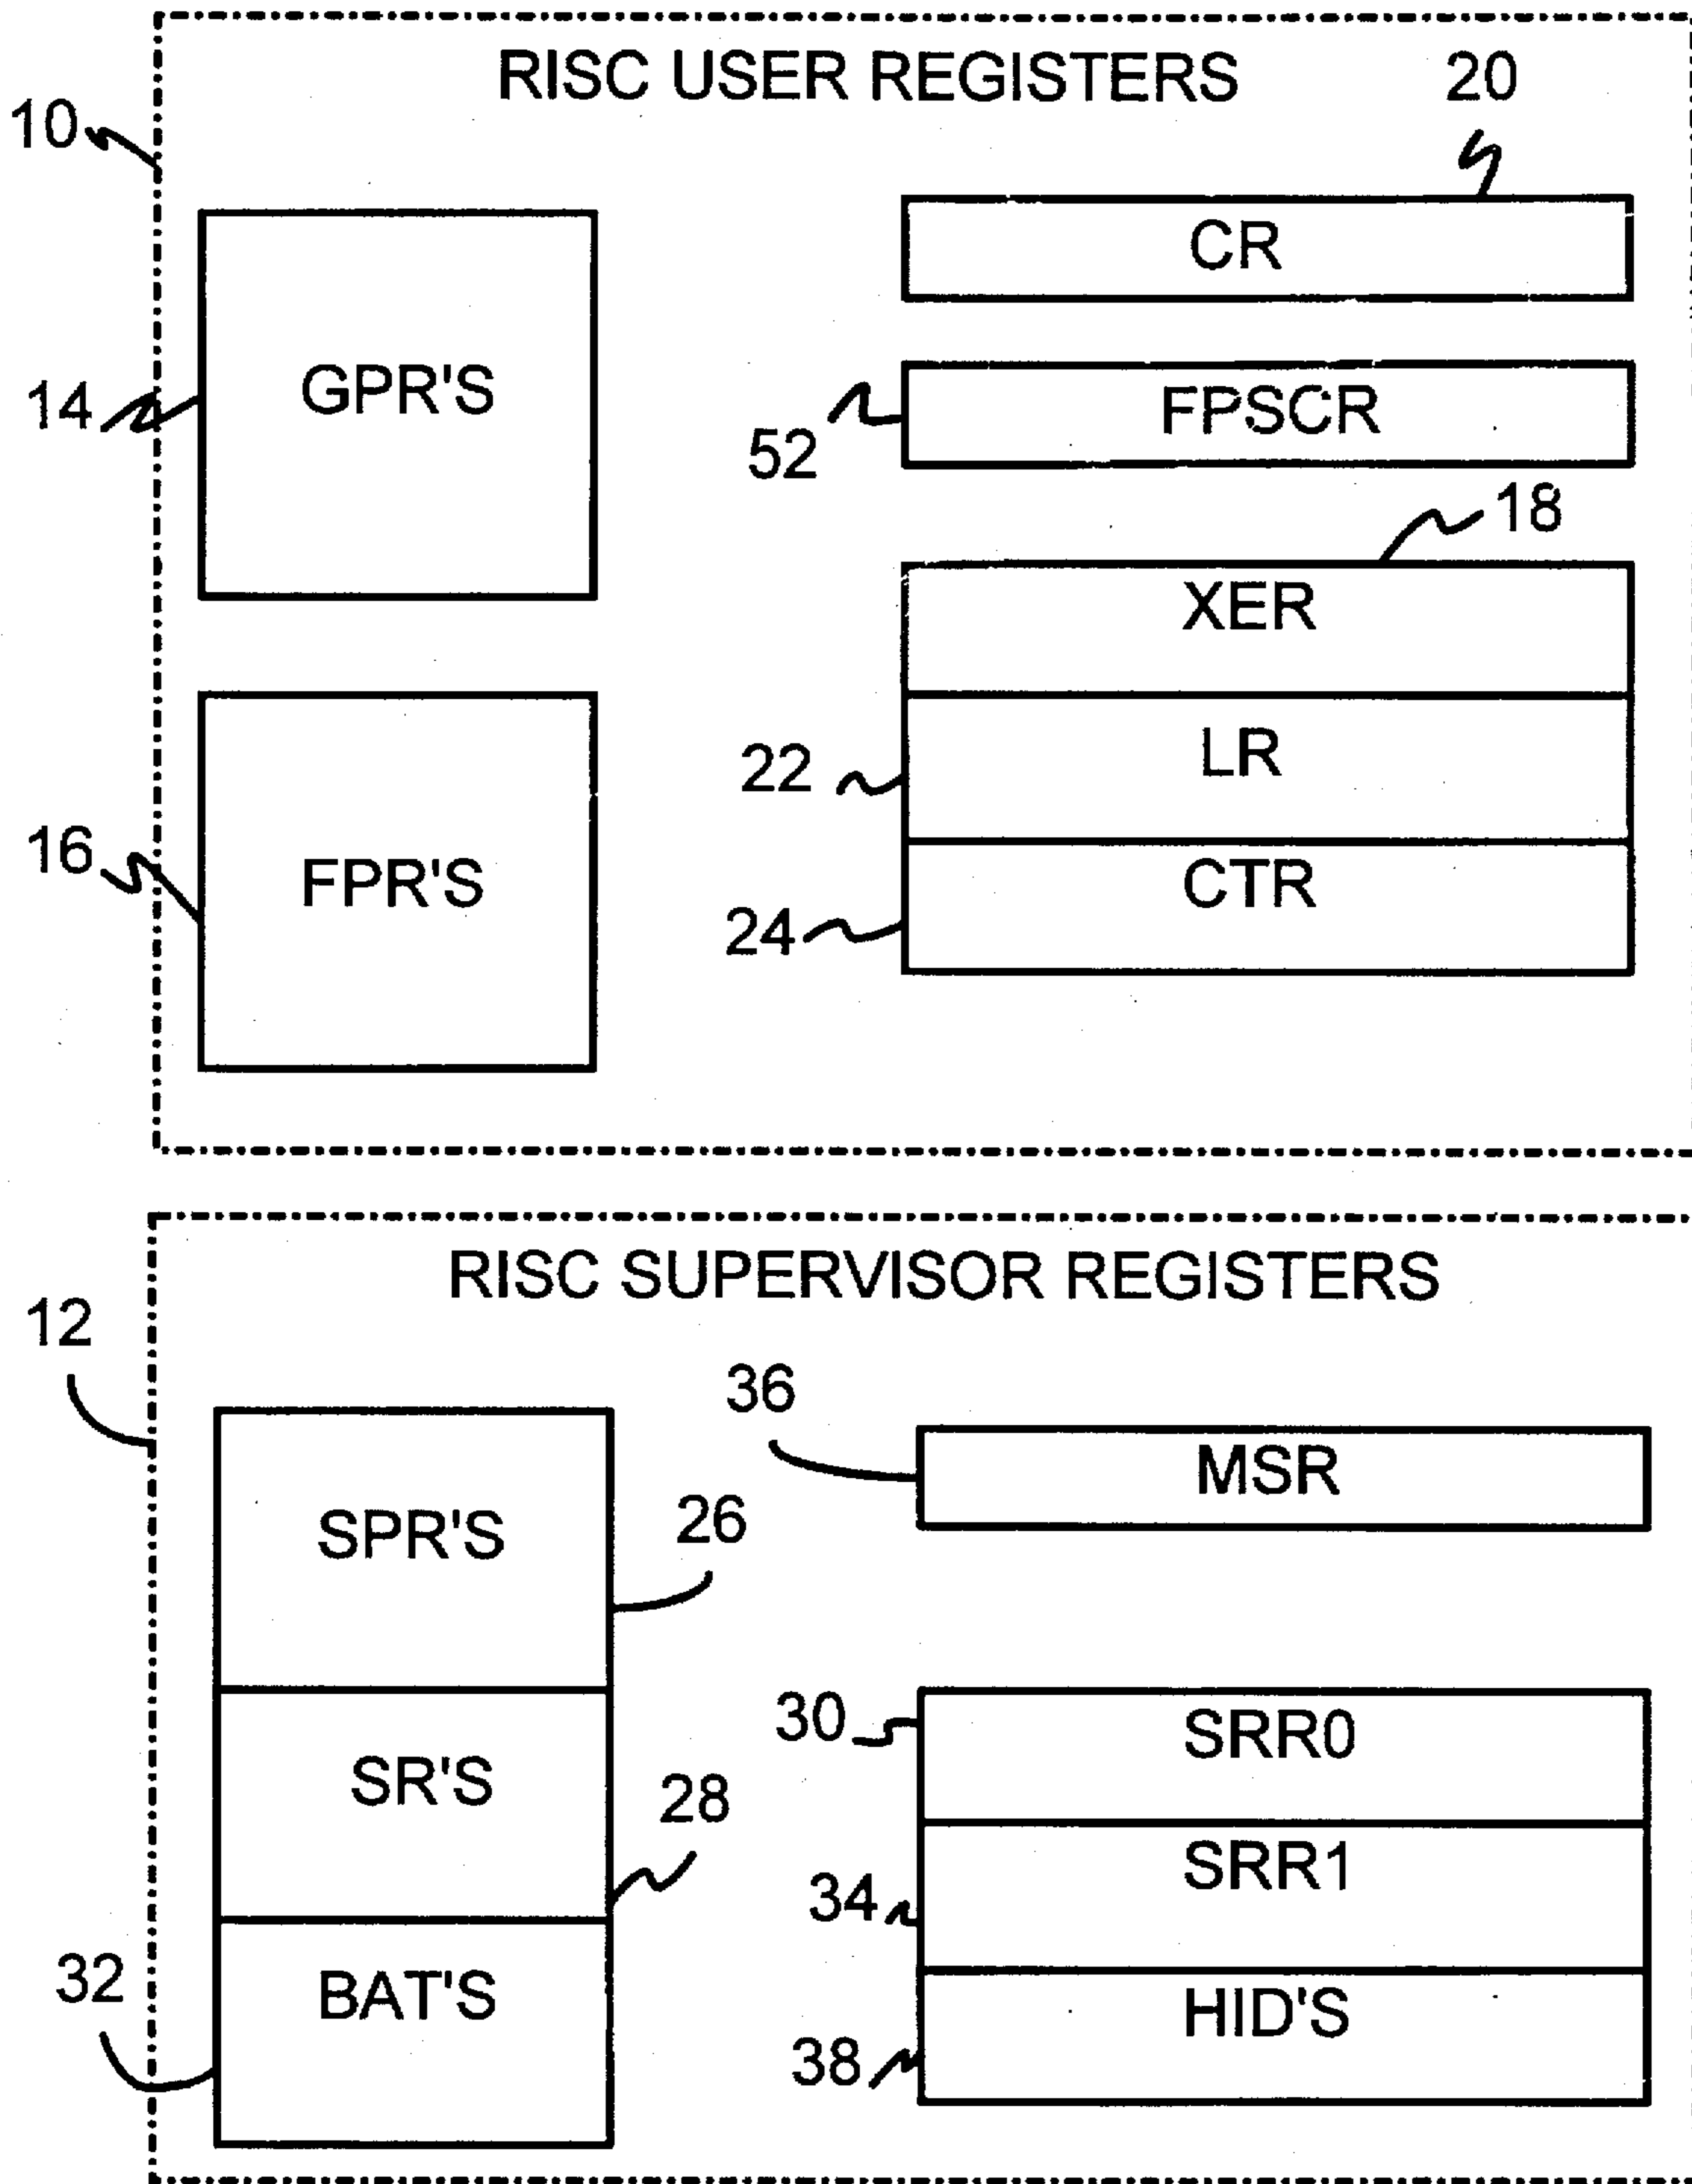 RISC USER REGISTERS
20
10
CR
GPR'S
14
FPSCR
52
18
XER
22
LR
16
FPR'S
CTR
24
RISC SUPERVISOR REGISTERS
12
36
MSR
SPR'S
26
30
SRR0
SR'S
28
SRR1
34
32
BAT'S
HID'S
38